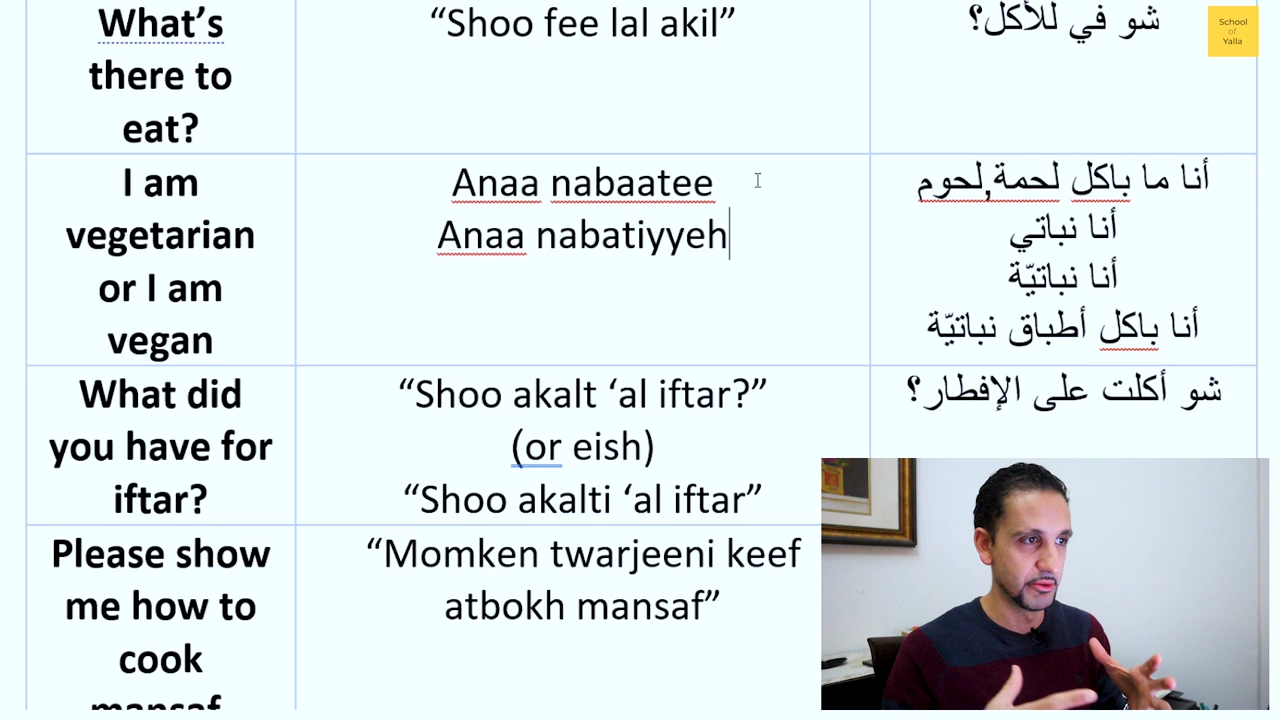 What’s
there to
eat?
“Shoo fee lal akil”
شو في للأكل؟
School
of
Yalla
I am
vegetarian
or I am
vegan
Anaa nabaatee
Anaa nabatiyyeh
أنا ما باكل لحمة,لحوم
أنا نباتي
أنا نباتيّة
أنا باكل أطباق نباتيّة
What did
you have for
iftar?
“Shoo akalt ‘al iftar?”
(or eish)
“Shoo akalti ‘al iftar”
شو أكلت على الإفطار؟
Please show
me how to
cook
mansaf
“Momken twarjeeni keef
atbokh mansaf”